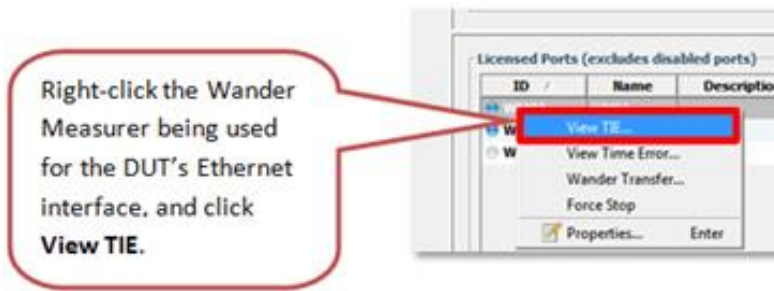 Right-click the Wander
Measurer being used
for the DUT's Ethernet
interface, and click
View TIE.
Licensed Ports (excludes disabled ports)
ID / Name Descriptio
W
View TIE...
W
View Time Error...
Wander Transfer...
Force Stop
Properties... Enter